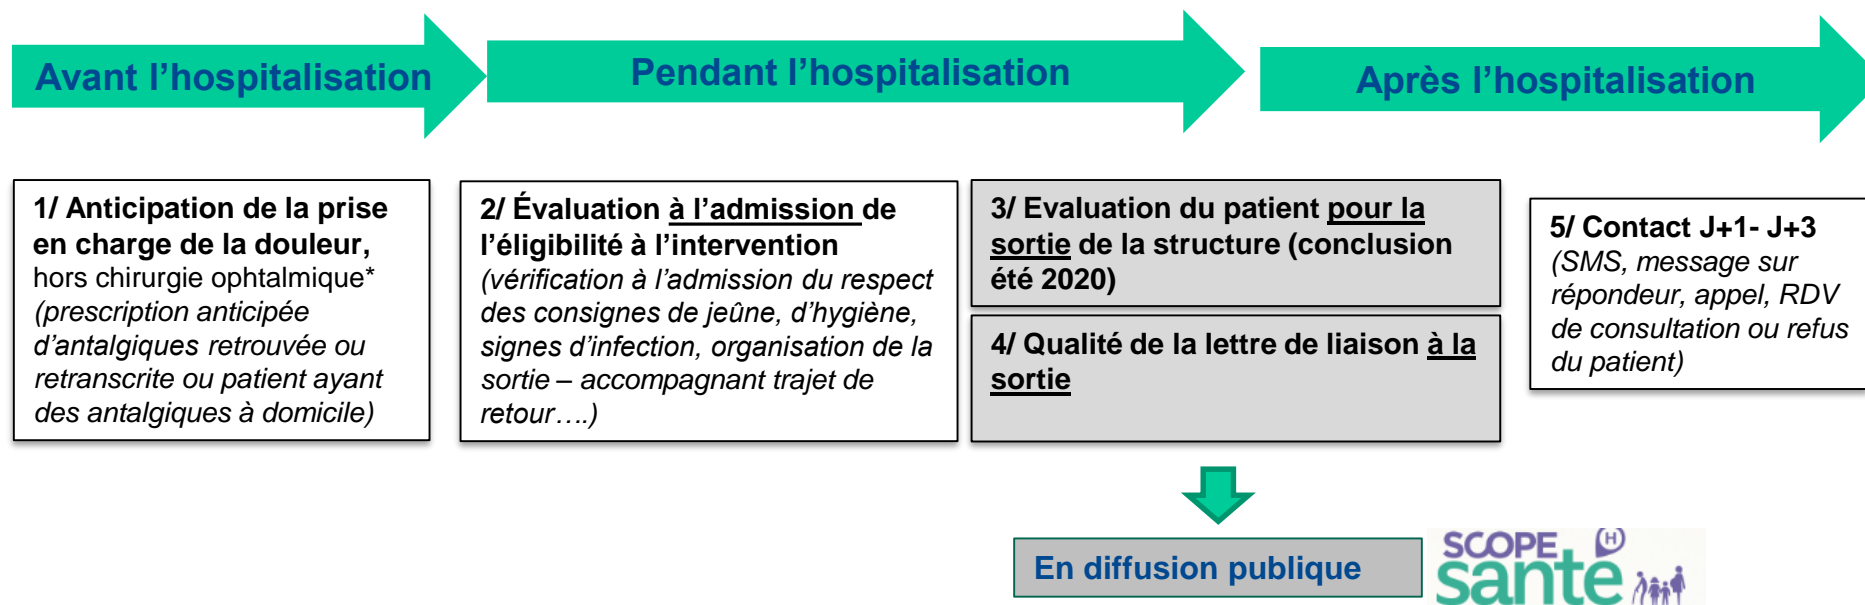 Avant l’hospitalisation
Pendant l’hospitalisation
Après l’hospitalisation
1/ Anticipation de la prise
en charge de la douleur,
hors chirurgie ophtalmique*
(prescription anticipée
d’antalgiques retrouvée ou
retranscrite ou patient ayant
des antalgiques à domicile)
2/ Évaluation à l’admission de
l’éligibilité à l’intervention
(vérification à l’admission du respect
des consignes de jeûne, d’hygiène,
signes d’infection, organisation de la
sortie – accompagnant trajet de
retour….)
3/ Evaluation du patient pour la
sortie de la structure (conclusion
été 2020)
4/ Qualité de la lettre de liaison à la
sortie
5/ Contact J+1- J+3
(SMS, message sur
répondeur, appel, RDV
de consultation ou refus
du patient)
En diffusion publique
SCOPE H
santé